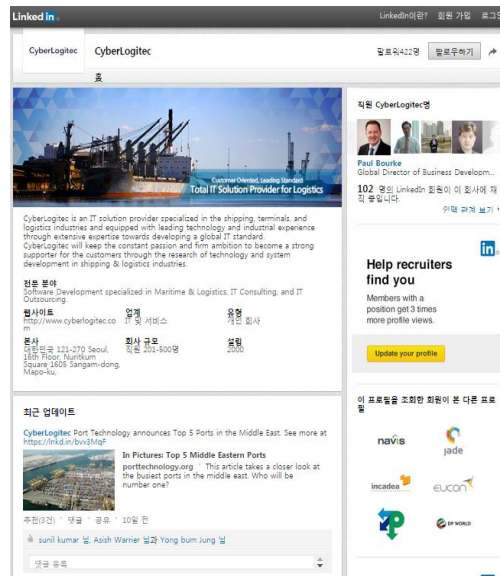 Linked in
LinkedIn이란? 회원 가입 로그인
CyberLogitec
CyberLogitec
팔로워422명
팔로우하기
홈
Customer Oriented, Leading Standard
Total IT Solution Provider for Logistics
CyberLogitec is an IT solution provider specialized in the shipping, terminals, and
logistics industries and equipped with leading technology and industrial experience
through extensive expertise towards developing a global IT standard.
CyberLogitec will keep the constant passion and firm ambition to become a strong
supporter for the customers through the research of technology and system
development in shipping & logistics industries.
전문 분야
Software Development specialized in Maritime & Logistics, IT Consulting, and IT
Outsourcing.
웹사이트
http://www.cyberlogitec.co
m
업계
IT 및 서비스
유형
개인 회사
본사
대한민국 121-270 Seoul,
16th Floor, Nuritkum
Square 1605 Sangam-dong,
Mapo-ku,
회사 규모
직원 201-500명
설립
2000
최근 업데이트
CyberLogitec Port Technology announces Top 5 Ports in the Middle East. See more at
https://lnkd.in/bvx3MqF
In Pictures: Top 5 Middle Eastern Ports
porttechnology.org · This article takes a closer look at
the busiest ports in the middle east. Who will be
number one?
추천(3건) · 댓글 · 공유 · 10일 전
sunil kumar 님, Asish Warrier 님과 Yong bum Jung 님
댓글 등록
직원 CyberLogitec명
Paul Bourke
Global Director of Business Developm...
102 명의 LinkedIn 회원이 이 회사에 재
직 중입니다.
인맥 관계 보기
in
Help recruiters
find you
Members with a
position get 3 times
more profile views.
Update your profile
이 프로필을 조회한 회원이 본 다른 프로
필
navis
jade
incadea
eucon
DP WORLD